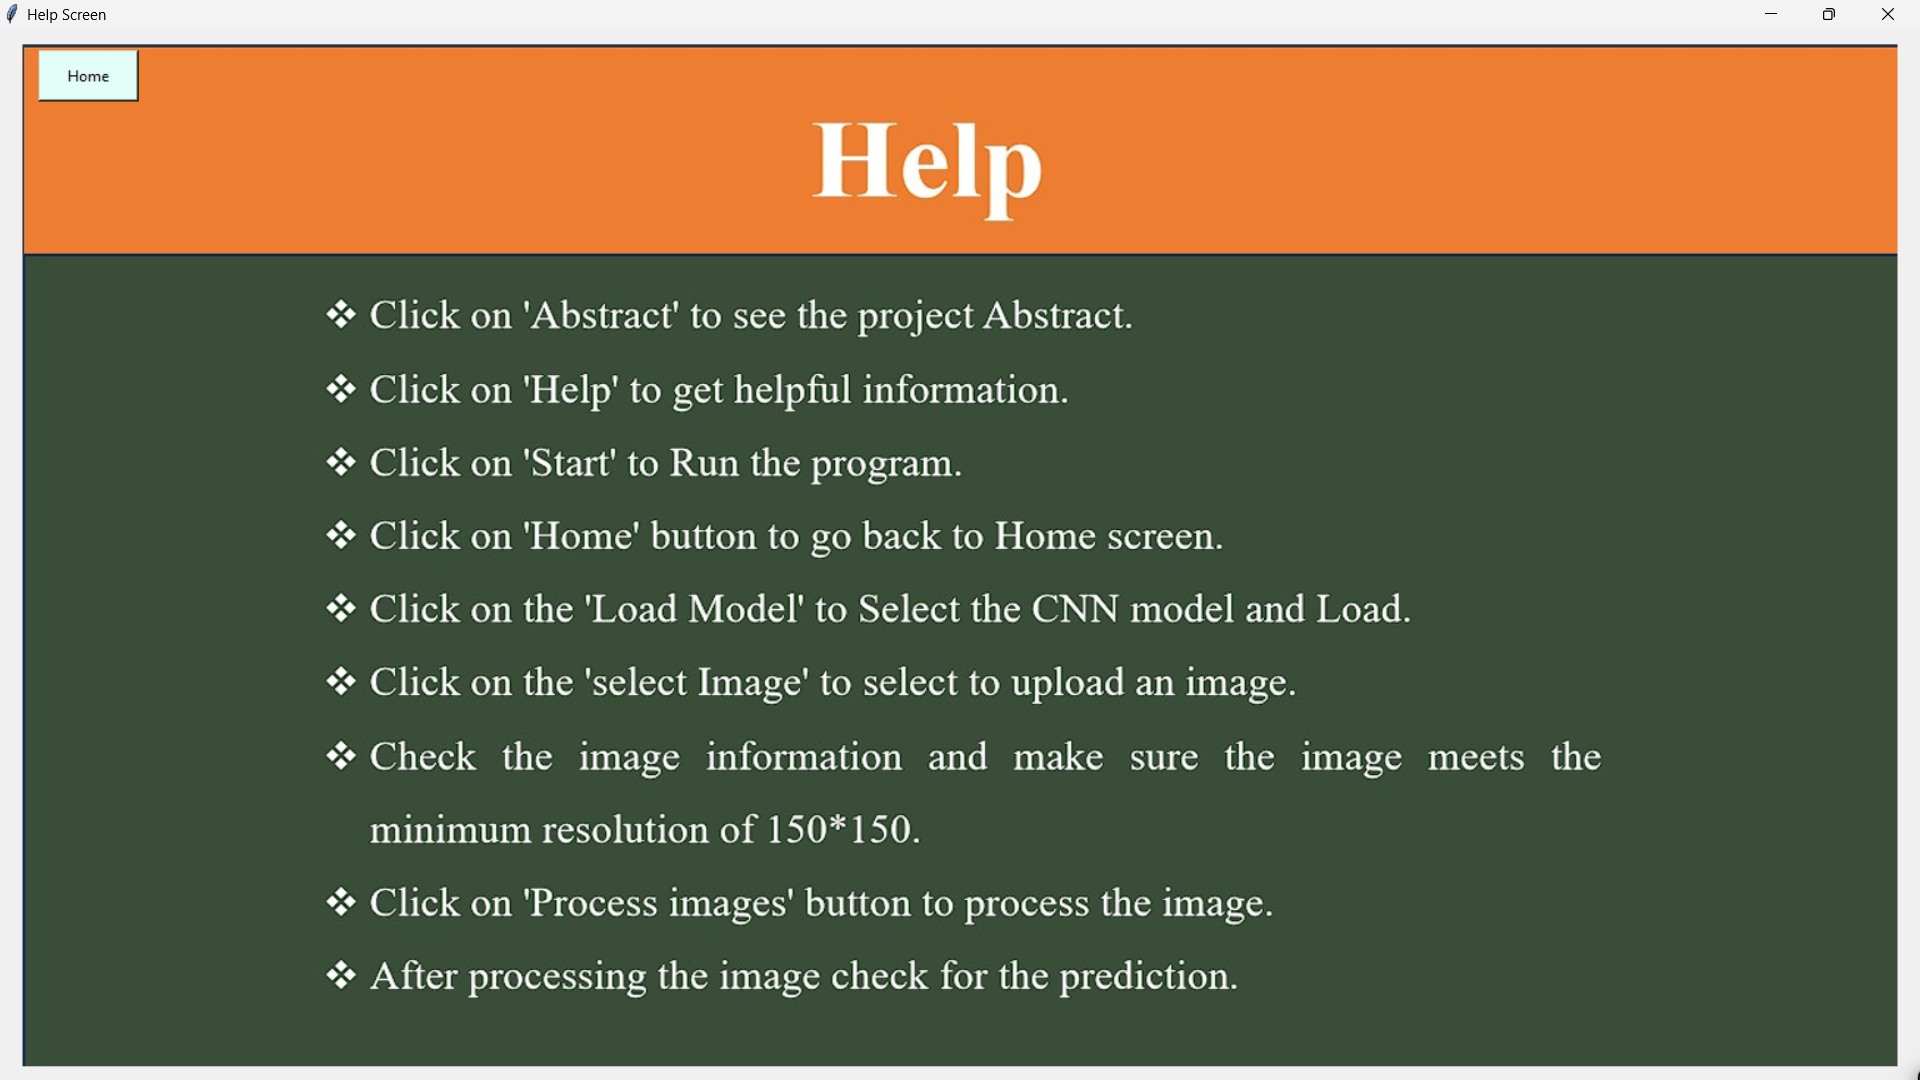 Help Screen
Home
Help
❖ Click on 'Abstract' to see the project Abstract.
❖ Click on 'Help' to get helpful information.
❖ Click on 'Start' to Run the program.
❖ Click on 'Home' button to go back to Home screen.
❖ Click on the 'Load Model' to Select the CNN model and Load.
❖ Click on the 'select Image' to select to upload an image.
❖ Check the image information and make sure the image meets the
minimum resolution of 150*150.
❖ Click on 'Process images' button to process the image.
❖ After processing the image check for the prediction.